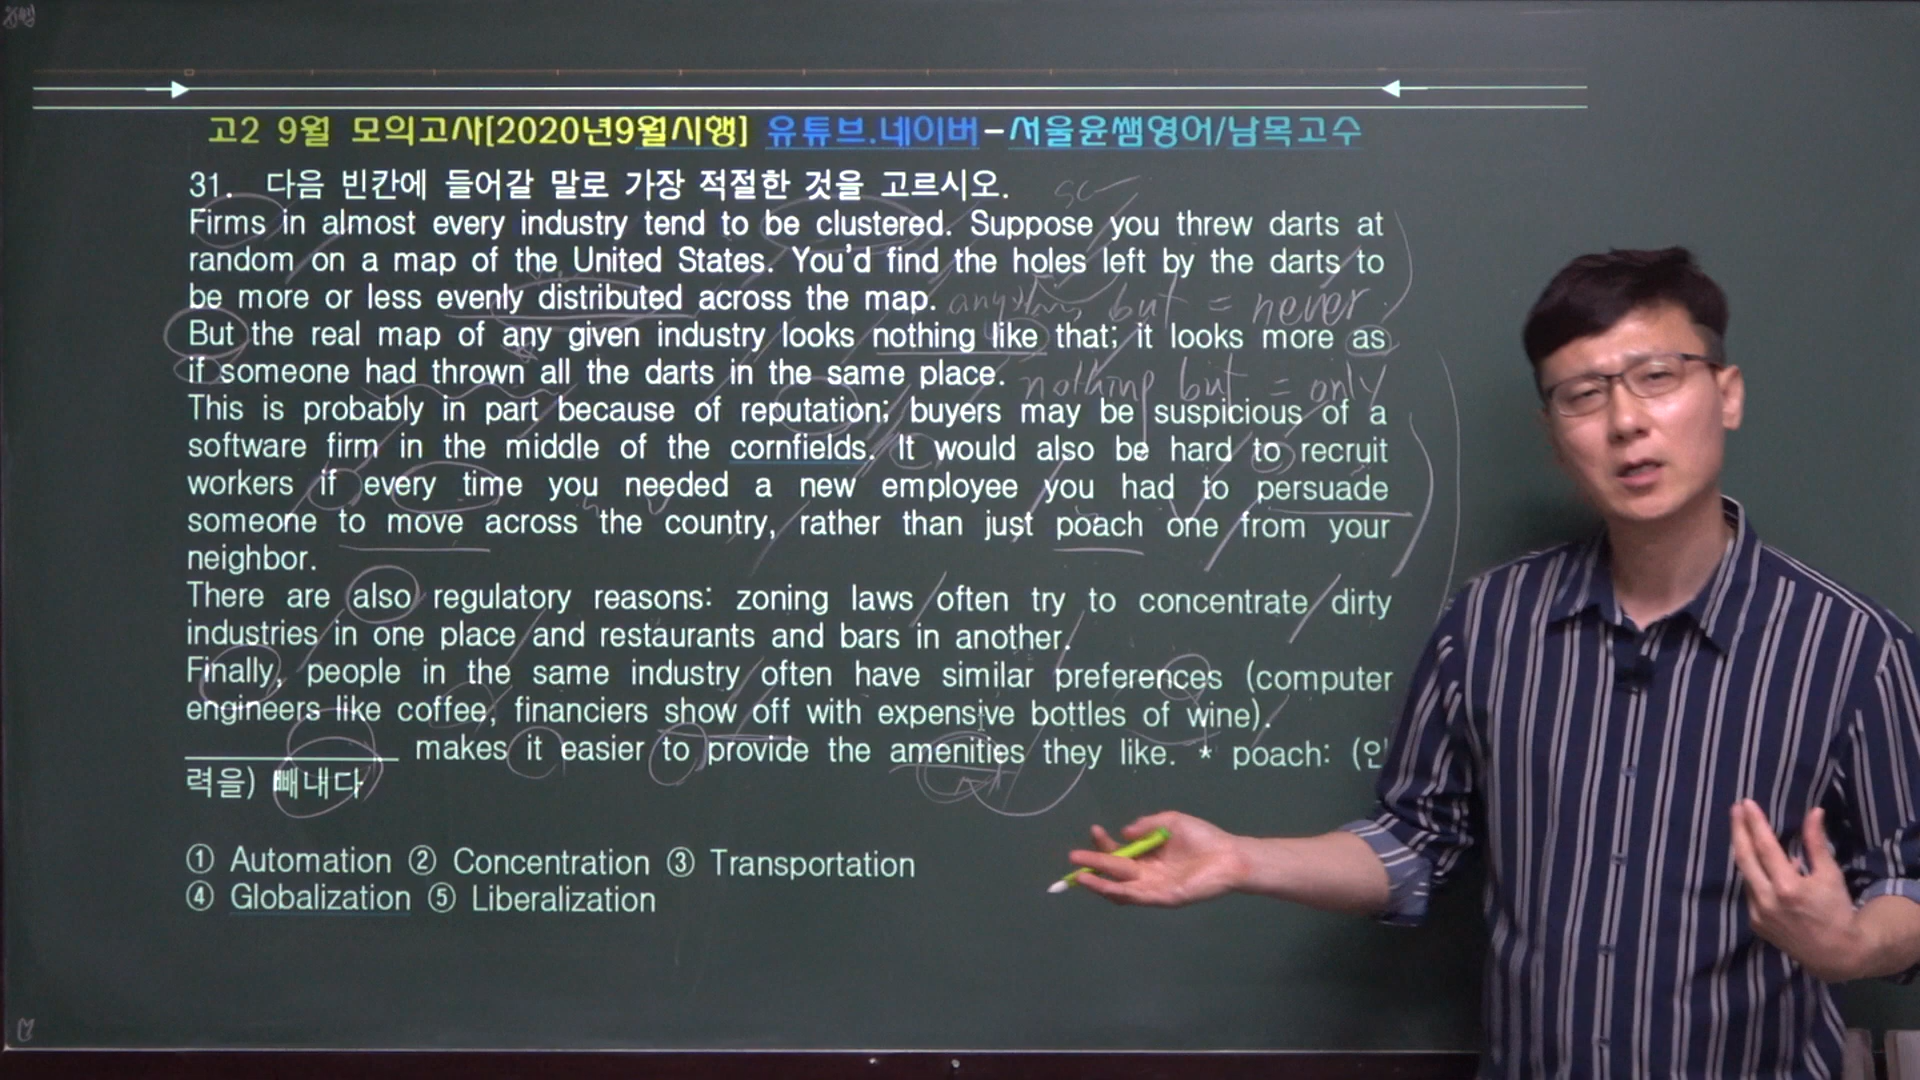 고2 9월 모의고사[2020년9월시행] 유튜브.네이버-서울윤쌤영어/남목고수
31. 다음 빈칸에 들어갈 말로 가장 적절한 것을 고르시오.
Firms in almost every industry tend to be clustered. Suppose you threw darts at
random on a map of the United States. You'd find the holes left by the darts to
be more or less evenly distributed across the map. anything but = never
But the real map of any given industry looks nothing like that; it looks more as
if someone had thrown all the darts in the same place. nothing but = only
This is probably in part because of reputation; buyers may be suspicious of a
software firm in the middle of the cornfields. It would also be hard to recruit
workers if every time you needed a new employee you had to persuade
someone to move across the country, rather than just poach one from your
neighbor.
There are also regulatory reasons: zoning laws often try to concentrate dirty
industries in one place and restaurants and bars in another.
Finally, people in the same industry often have similar preferences (computer
engineers like coffee, financiers show off with expensive bottles of wine).
makes it easier to provide the amenities they like. * poach: (인
력을) 빼내다
① Automation ② Concentration ③ Transportation
④ Globalization ⑤ Liberalization